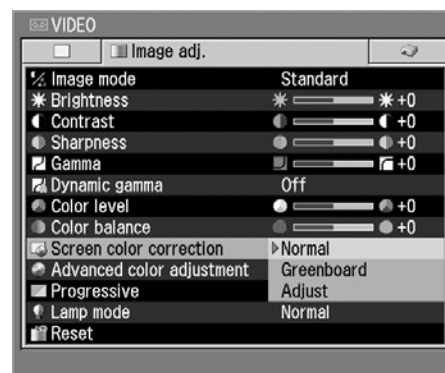 VIDEO
Image adj.
Image mode Standard
Brightness +0
Contrast +0
Sharpness +0
Gamma +0
Dynamic gamma Off
Color level +0
Color balance +0
Screen color correction Normal
Advanced color adjustment Greenboard
Progressive Adjust
Lamp mode Normal
Reset